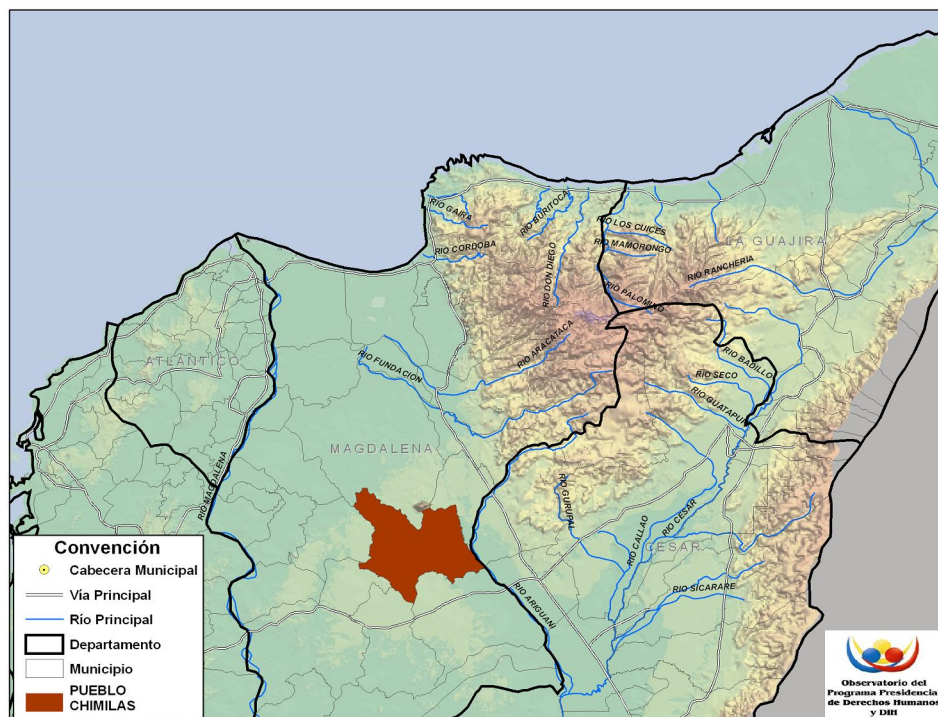 RIO GAIRA
RIO BURITOCA
RIO CORDOBA
RIO DON DIEGO
RIO LOS CUICES
RIO MAMORONGO
LA GUAJIRA
RIO RANCHERIA
RIO PALOMINO
RIO ARACATACA
ATLÁNTICO
RIO FUNDACION
RIO BADILLO
RIO SECO
RIO GUATAPURI
MAGDALENA
RIO MAGDALENA
RIO GURUPAL
RIO CALLAO
RIO CESAR
CESAR
RIO SICARARE
RIO ARIGUANI
Convención
Cabecera Municipal
Vía Principal
Río Principal
Departamento
Municipio
PUEBLO
CHIMILAS
Observatorio del
Programa Presidencial
de Derechos Humanos
y DIH